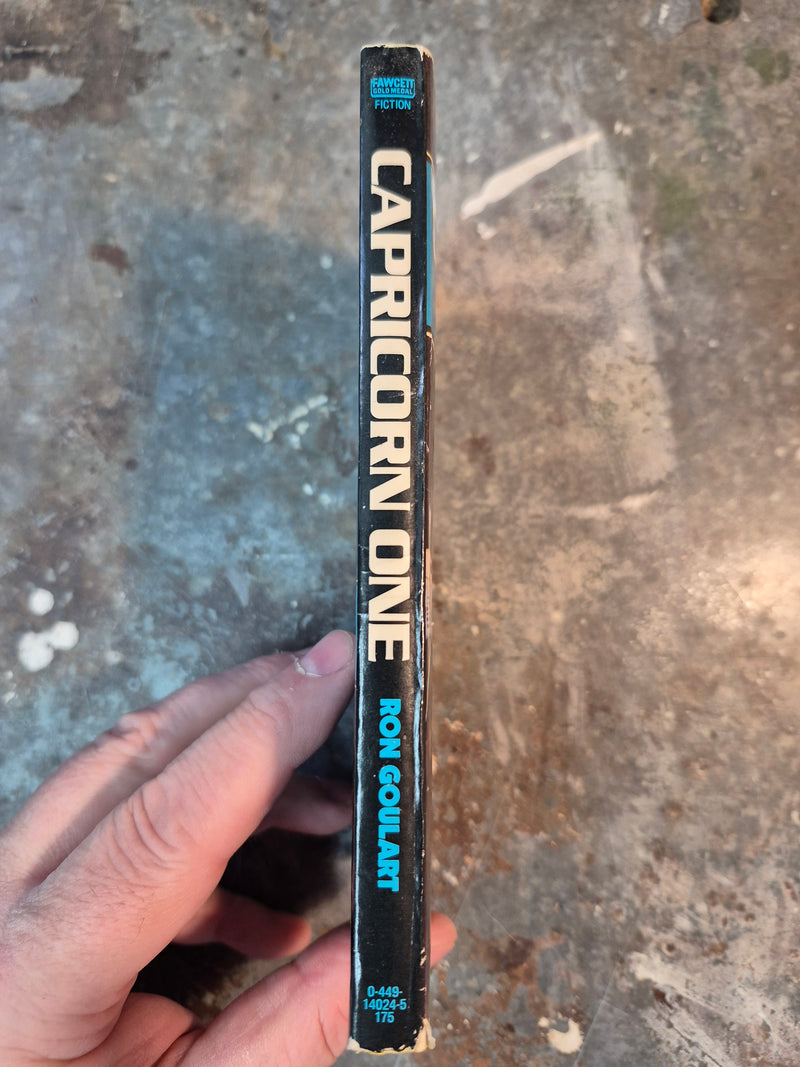 FAWCETT
GOLD MEDAL
FICTION
CAPRICORN ONE
RON GOULART
0-449-
14024-5
175